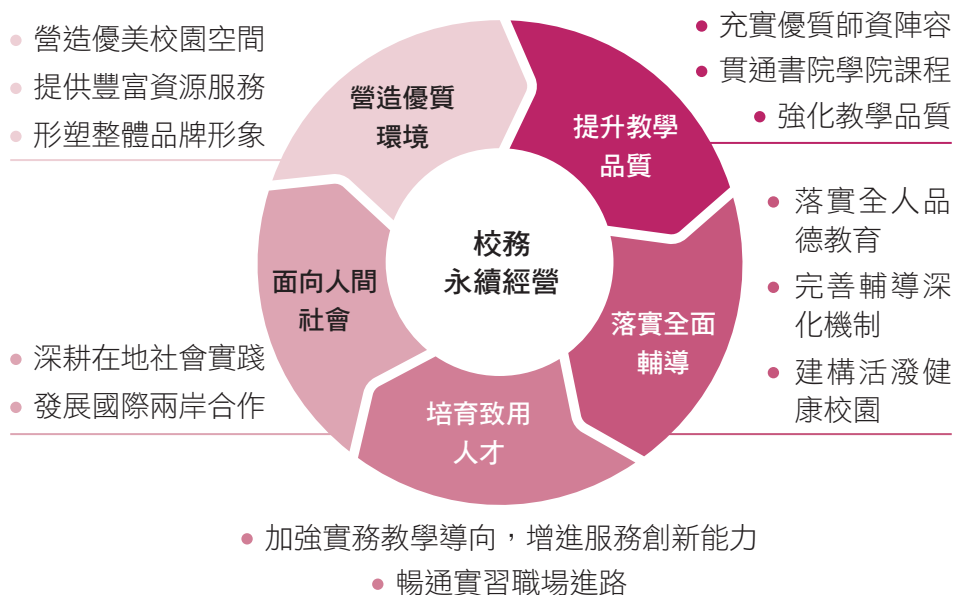 校務
永續經營
提升教學
品質
• 充實優質師資陣容
• 貫通書院學院課程
• 強化教學品質
落實全面
輔導
• 落實全人品
德教育
• 完善輔導深
化機制
• 建構活潑健
康校園
培育致用
人才
• 加強實務教學導向，增進服務創新能力
• 暢通實習職場進路
面向人間
社會
• 深耕在地社會實踐
• 發展國際兩岸合作
營造優質
環境
• 營造優美校園空間
• 提供豐富資源服務
• 形塑整體品牌形象